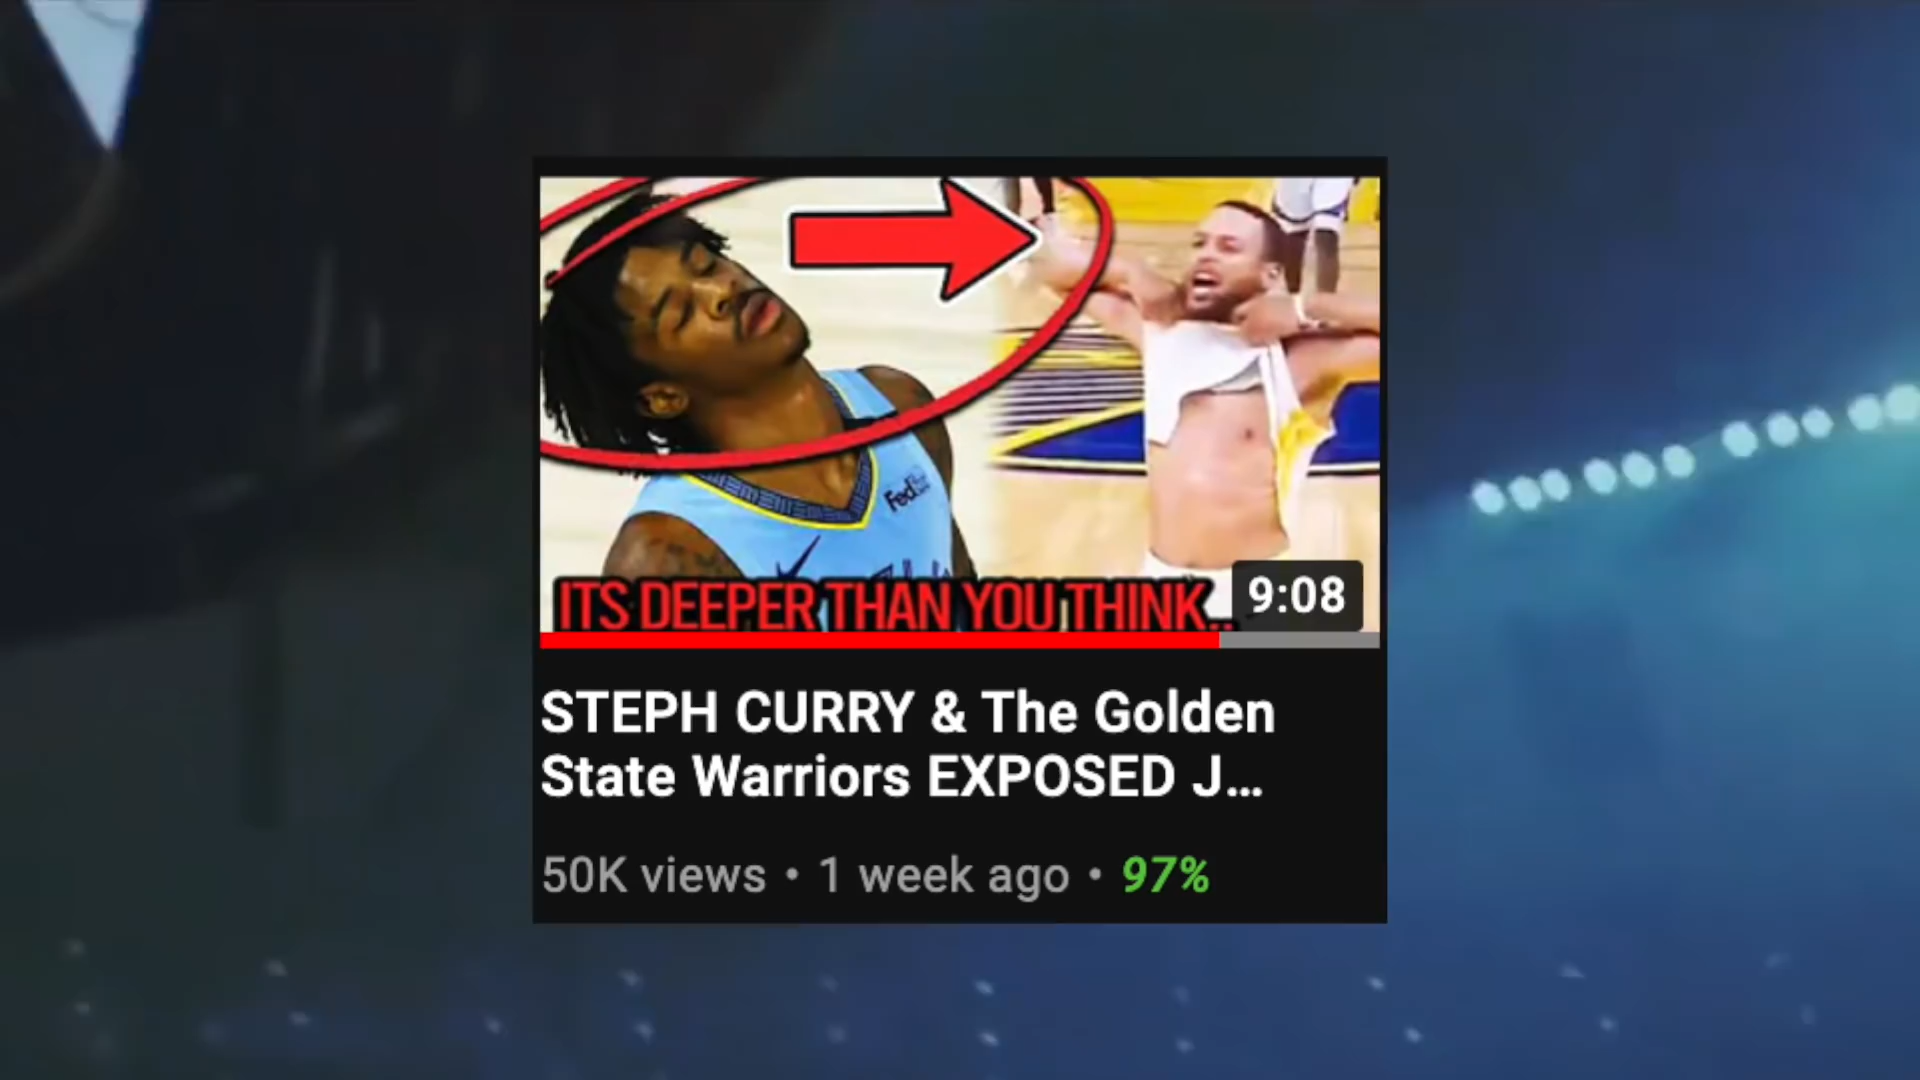 FedEx
ITS DEEPER THAN YOU THINK..
9:08
STEPH CURRY & The Golden
State Warriors EXPOSED J...
50K views • 1 week ago • 97%